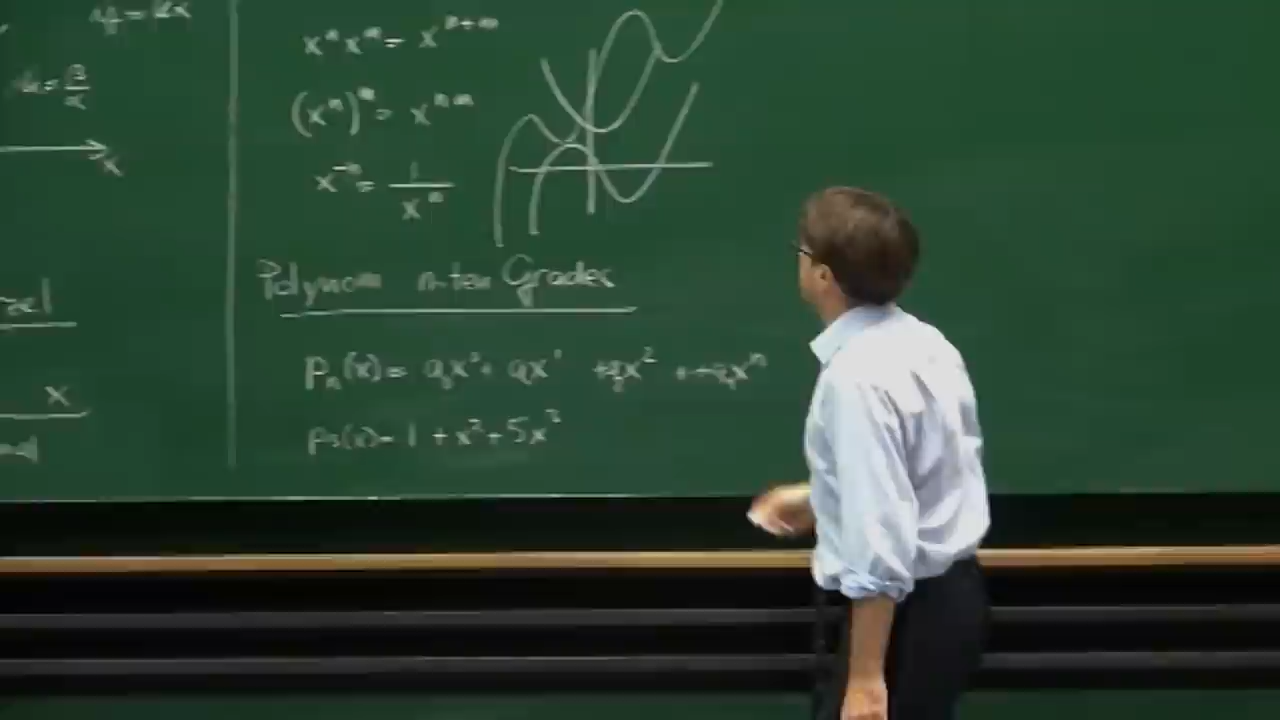 y = kx
x
x
xⁿ xᵐ = xⁿ⁺ᵐ
(xⁿ)ᵐ = xⁿᵐ
x⁻ⁿ = 1/xⁿ
Polynom n-ten Grades
pₙ(x) = a₀x⁰ + a₁x¹ + a₂x² + … + aₙxⁿ
p₃(x) = 1 + x² + 5x³